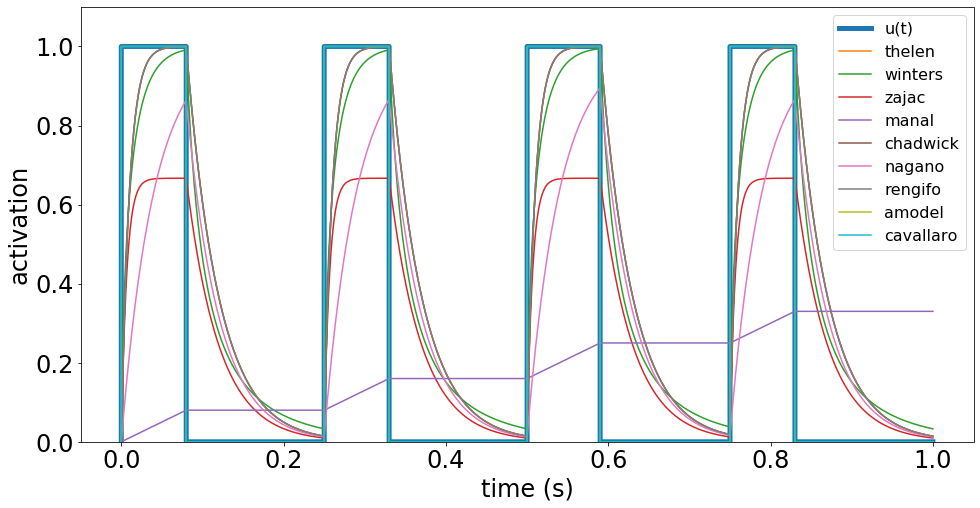 activation
1.0
0.8
0.6
0.4
0.2
0.0
0.0 0.2 0.4 0.6 0.8 1.0
time (s)
u(t)
thelen
winters
zajac
manal
chadwick
nagano
rengifo
amodel
cavallaro